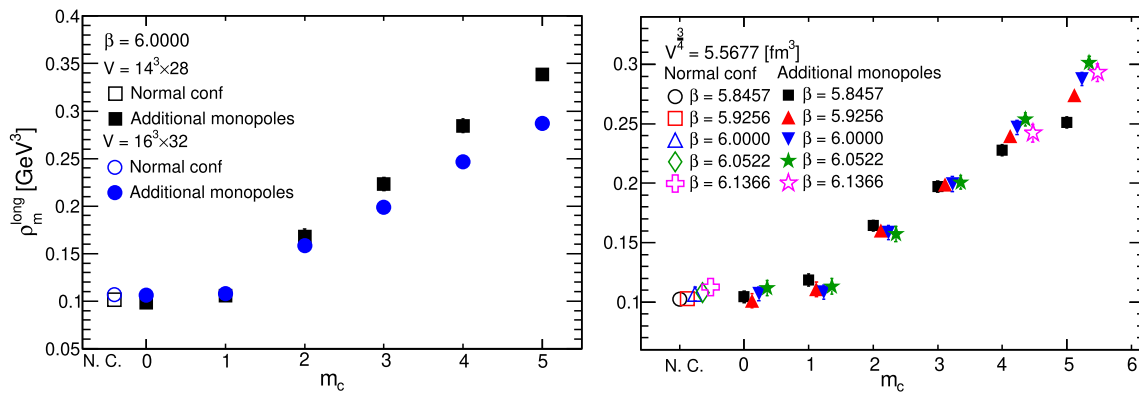 0.4
0.35
0.3
0.25
0.2
0.15
0.1
0.05
ρ_m^long [GeV³]
β = 6.0000
V = 14³×28
Normal conf
Additional monopoles
V = 16³×32
Normal conf
Additional monopoles
N. C. 0 1 2 3 4 5
m_c
0.3
0.25
0.2
0.15
0.1
V^(3/4) = 5.5677 [fm³]
Normal conf Additional monopoles
β = 5.8457 β = 5.8457
β = 5.9256 β = 5.9256
β = 6.0000 β = 6.0000
β = 6.0522 β = 6.0522
β = 6.1366 β = 6.1366
N. C. 0 1 2 3 4 5 6
m_c